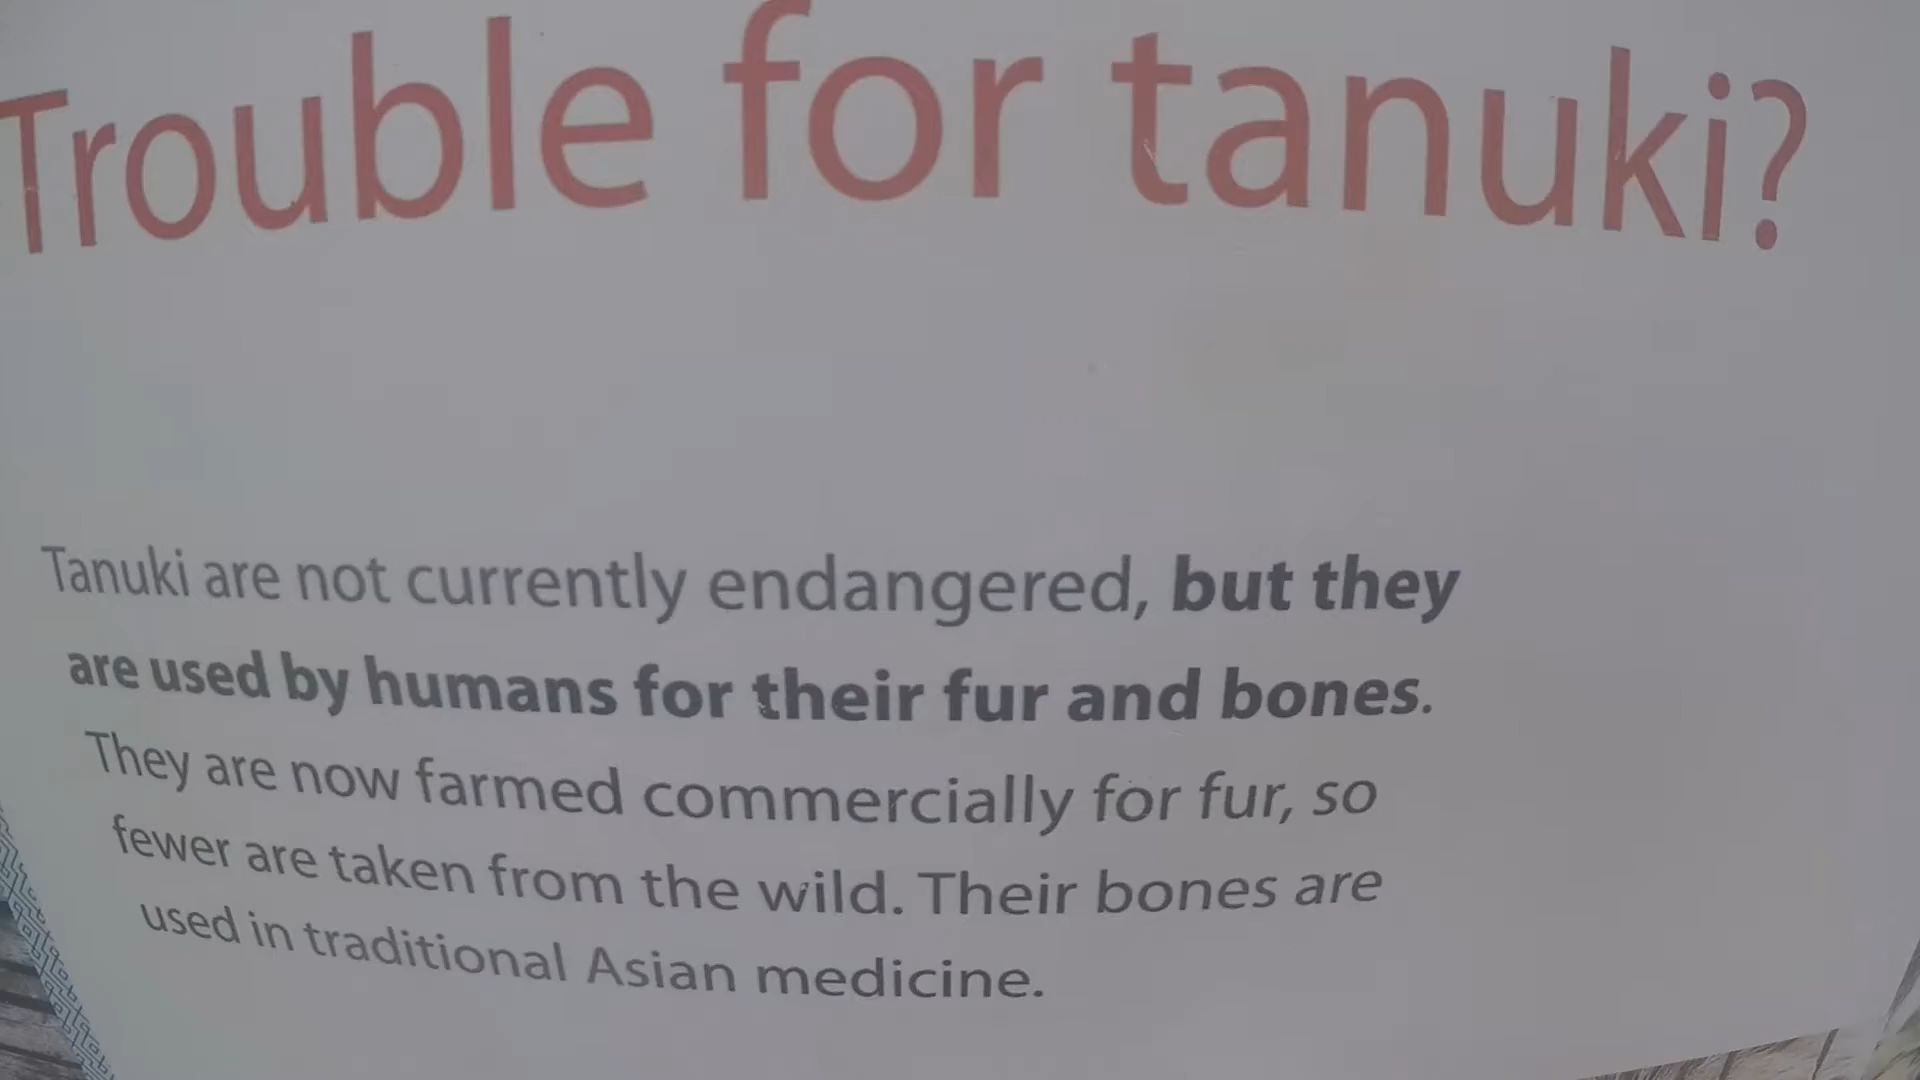 Trouble for tanuki?
Tanuki are not currently endangered, but they
are used by humans for their fur and bones.
They are now farmed commercially for fur, so
fewer are taken from the wild. Their bones are
used in traditional Asian medicine.